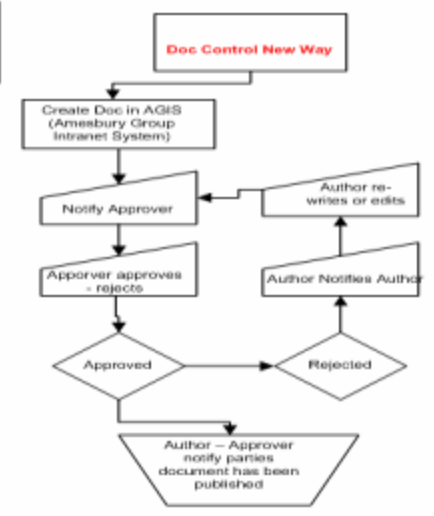 Doc Control New Way
Create Doc in AGIS
(Amesbury Group
Intranet System)
Notify Approver
Author re-
writes or edits
Apporver approves
- rejects
Author Notifies Author
Approved
Rejected
Author – Approver
notify parties
document has been
published